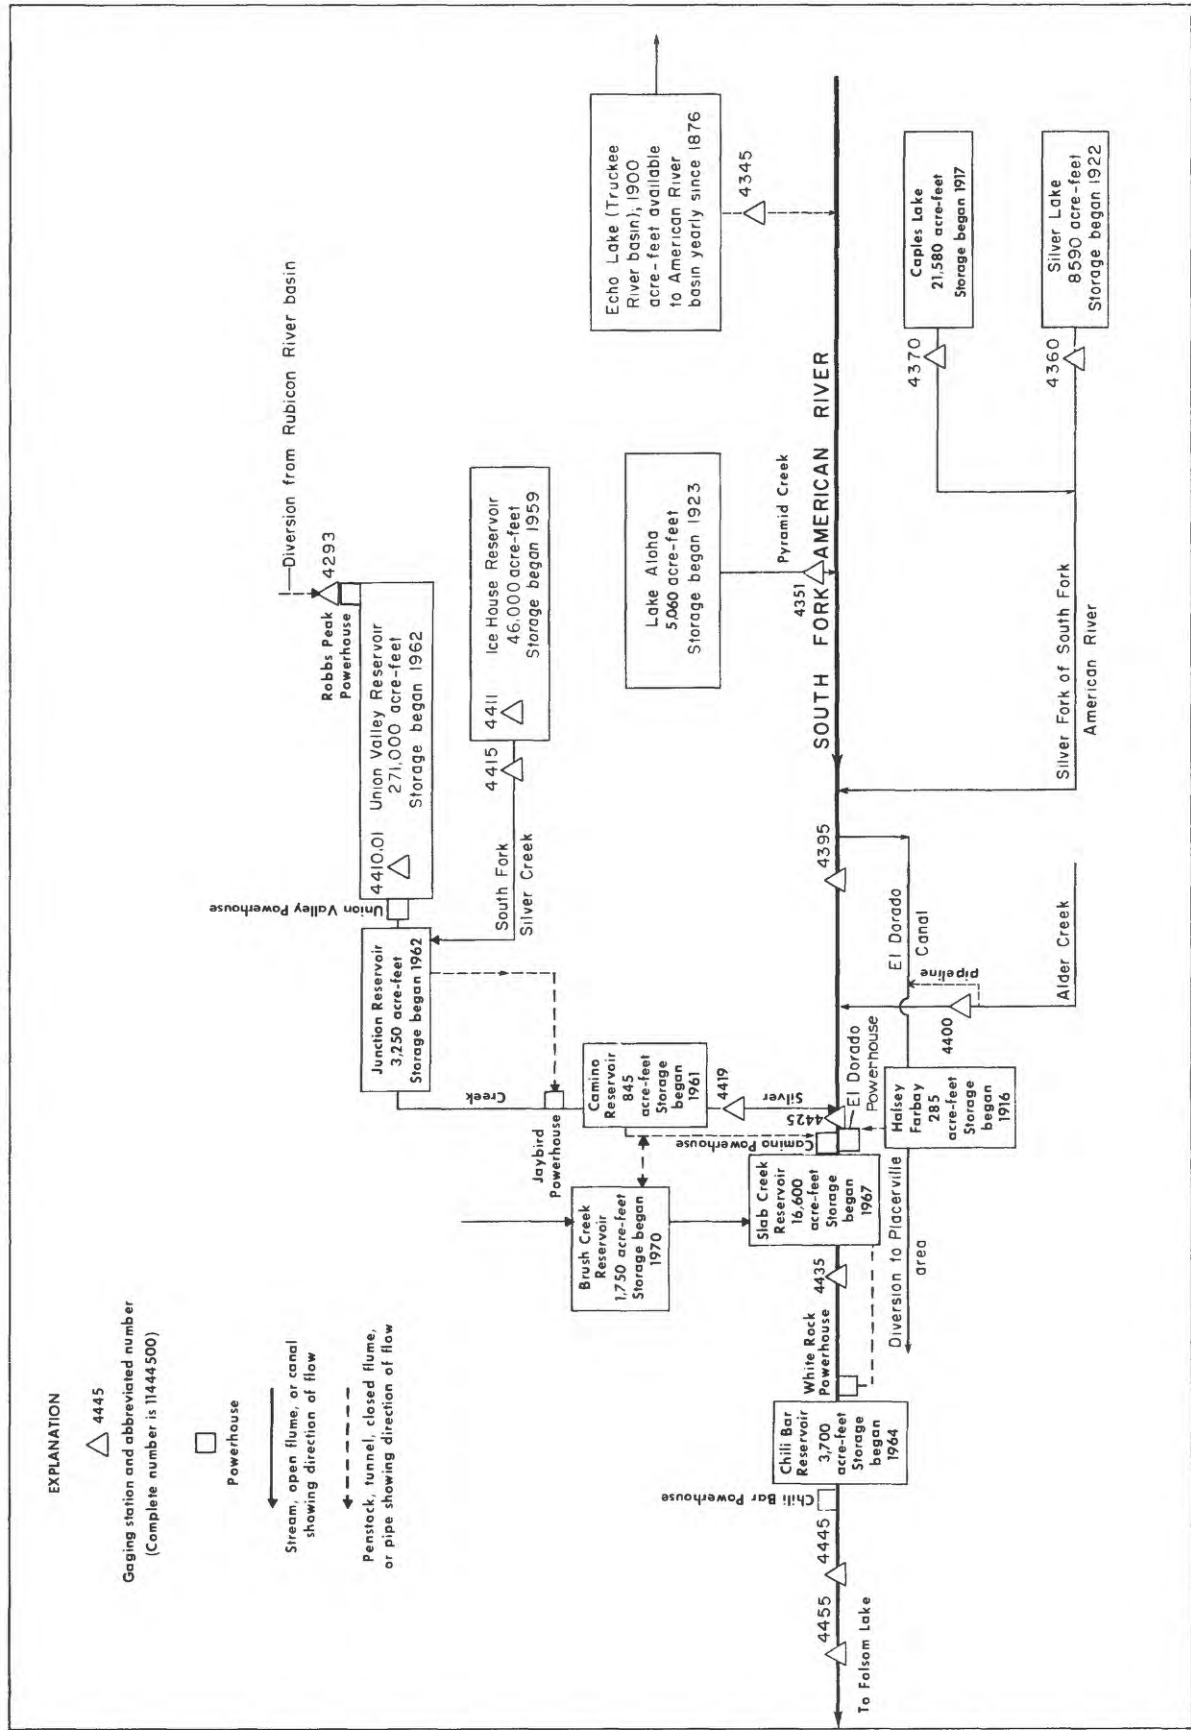 EXPLANATION
4445
Gaging station and abbreviated number
(Complete number is 11444500)
Powerhouse
Stream, open flume, or canal
showing direction of flow
Penstock, tunnel, closed flume,
or pipe showing direction of flow
Diversion from Rubicon River basin
4293
Robbs Peak
Powerhouse
4410.01
Union Valley Reservoir
271,000 acre-feet
Storage began 1962
Union Valley Powerhouse
Junction Reservoir
3,250 acre-feet
Storage began 1962
4411
Ice House Reservoir
46,000 acre-feet
Storage began 1959
4415
South Fork
Silver Creek
Creek
Jaybird
Powerhouse
Camino
Reservoir
845
acre-feet
Storage
began
1961
4419
Silver
4425
Camino Powerhouse
El Dorado
Powerhouse
Brush Creek
Reservoir
1,750 acre-feet
Storage began
1970
Slab Creek
Reservoir
16,600
acre-feet
Storage
began
1967
4435
White Rock
Powerhouse
Chili Bar
Reservoir
3,700
acre-feet
Storage
began
1964
Chili Bar Powerhouse
4445
4455
To Folsom Lake
Echo Lake (Truckee
River basin); 1900
acre-feet available
to American River
basin yearly since 1876
4345
Lake Aloha
5,060 acre-feet
Storage began 1923
Pyramid Creek
4351
SOUTH FORK AMERICAN RIVER
Caples Lake
21,580 acre-feet
Storage began 1917
4370
Silver Lake
8590 acre-feet
Storage began 1922
4360
Silver Fork of South Fork
American River
4395
El Dorado
Canal
pipeline
4400
Alder Creek
Halsey
Farbay
285
acre-feet
Storage
began
1916
Diversion to Placerville
area